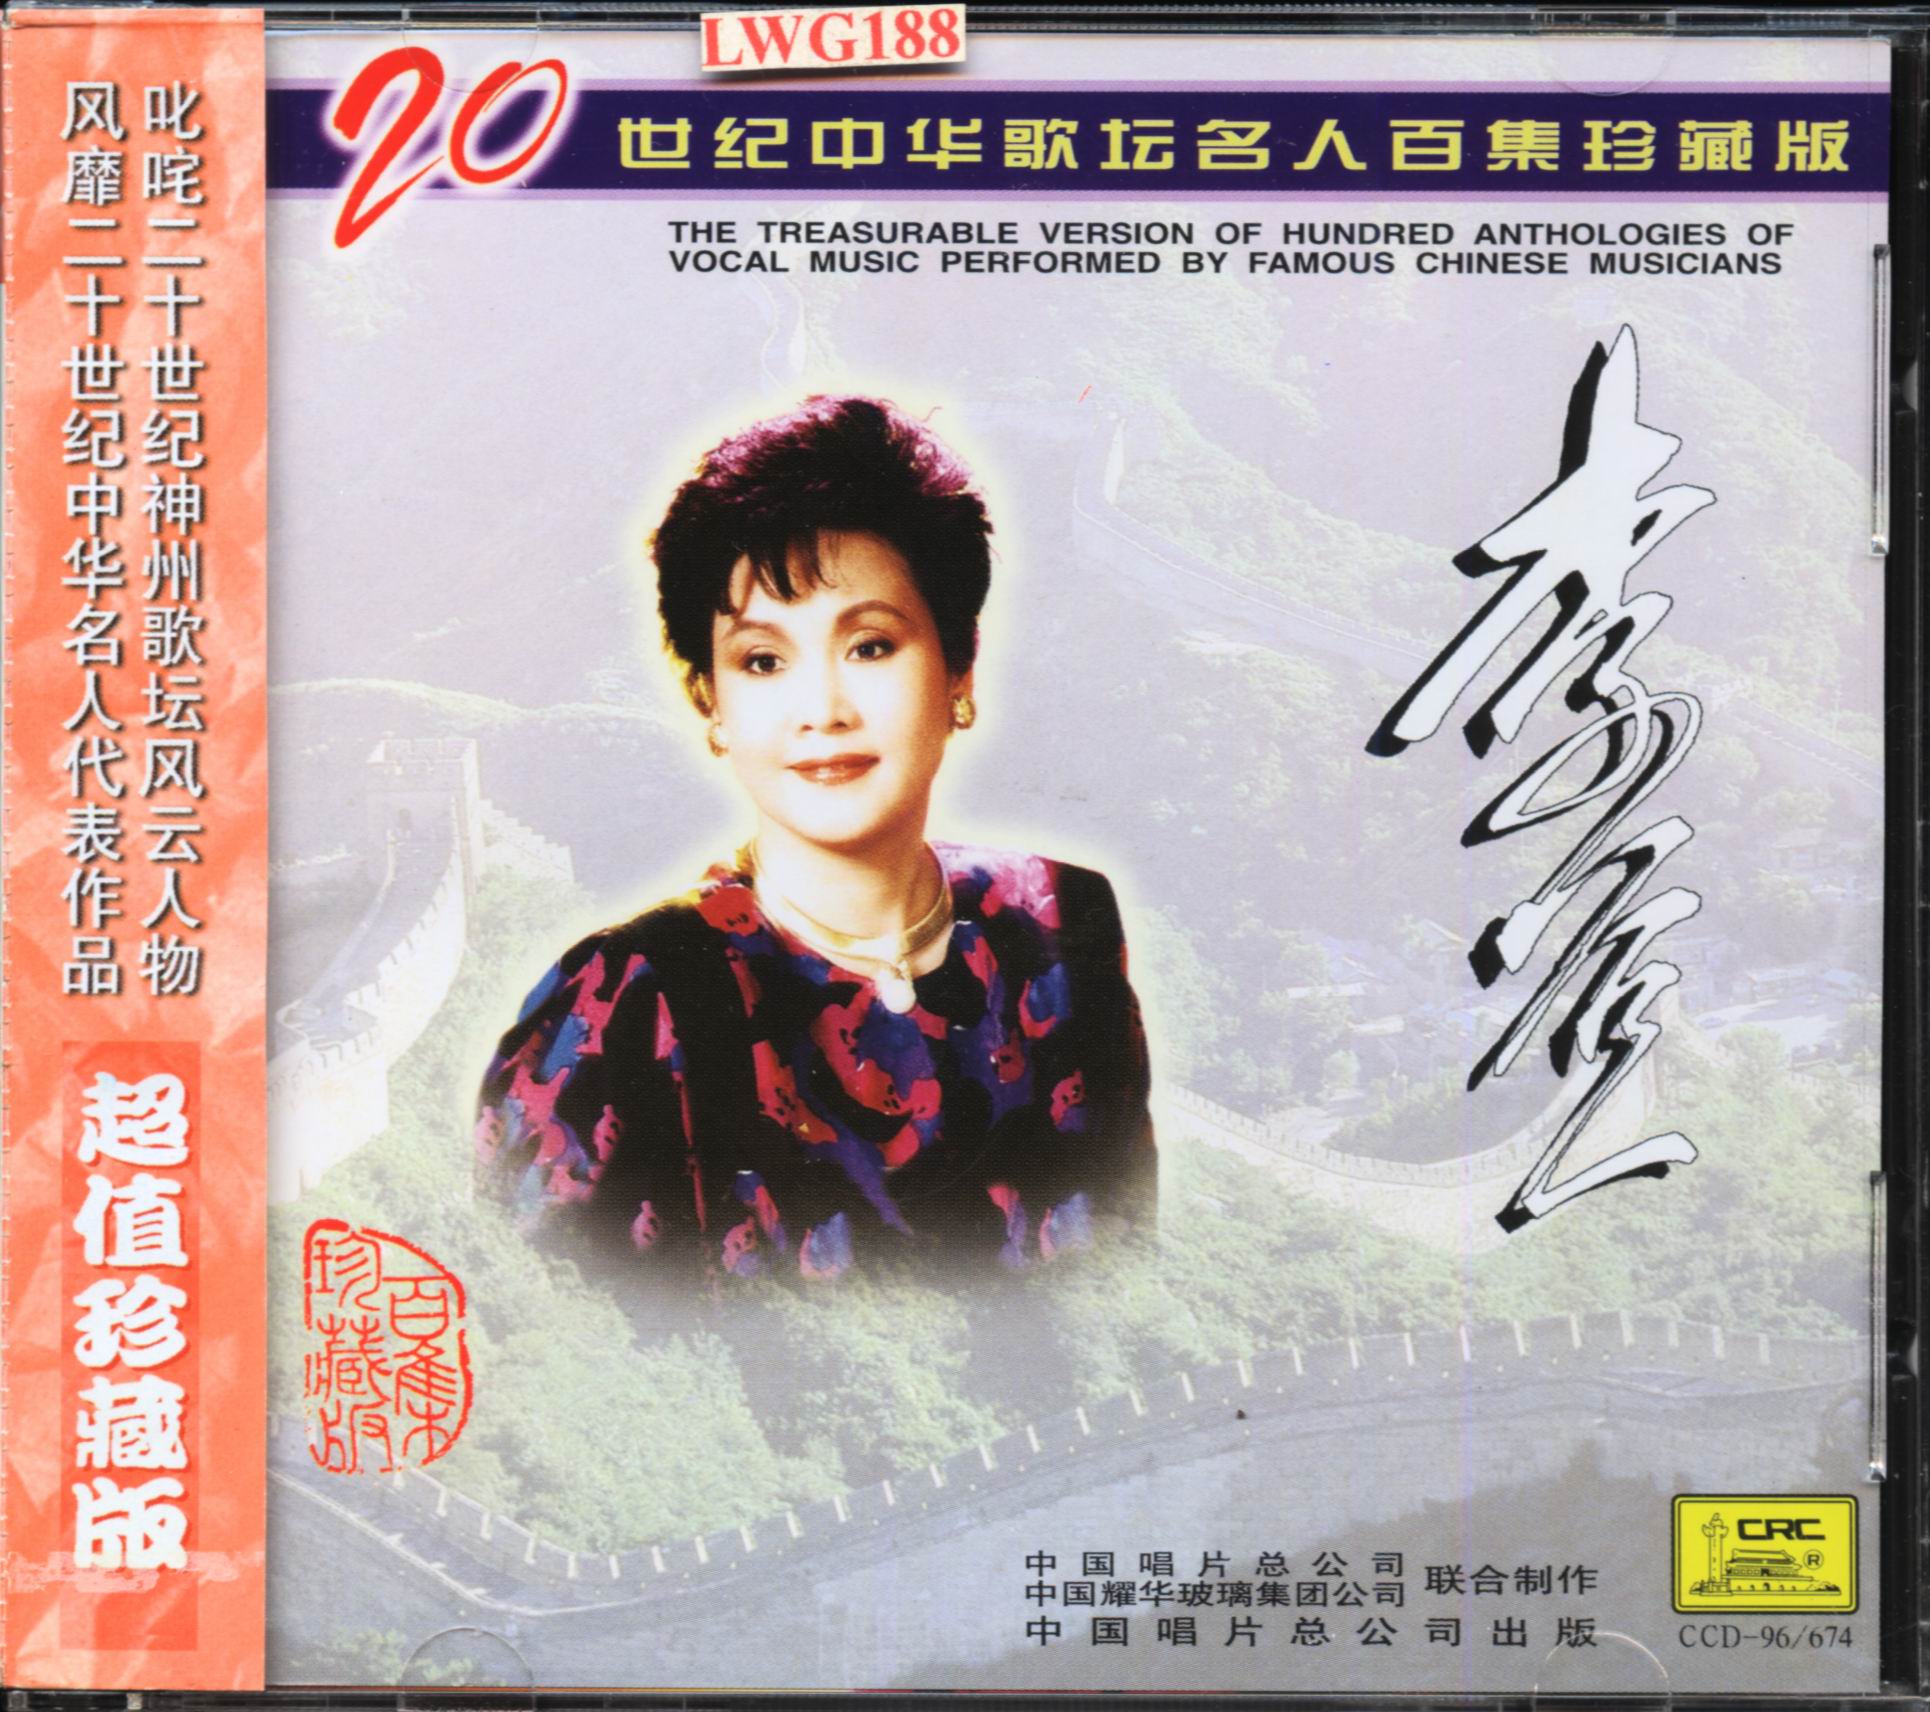 LWG188
20世纪中华歌坛名人百集珍藏版
THE TREASURABLE VERSION OF HUNDRED ANTHOLOGIES OF
VOCAL MUSIC PERFORMED BY FAMOUS CHINESE MUSICIANS
叱咤二十世纪神州歌坛风云人物
风靡二十世纪中华名人代表作品
超值珍藏版
百集
珍藏版
中国唱片总公司
中国耀华玻璃集团公司
联合制作
中国唱片总公司出版
CRC
®
CCD-96/674